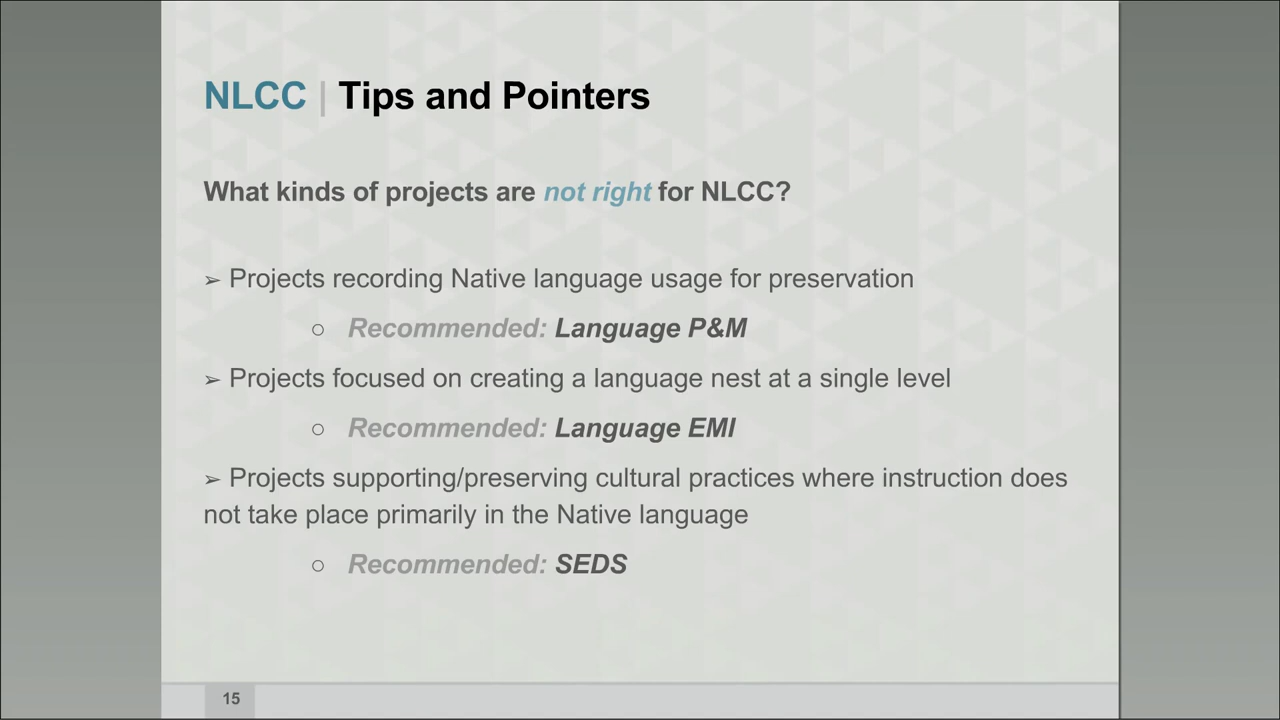 NLCC | Tips and Pointers
What kinds of projects are not right for NLCC?
➢ Projects recording Native language usage for preservation
○ Recommended: Language P&M
➢ Projects focused on creating a language nest at a single level
○ Recommended: Language EMI
➢ Projects supporting/preserving cultural practices where instruction does
not take place primarily in the Native language
○ Recommended: SEDS
15